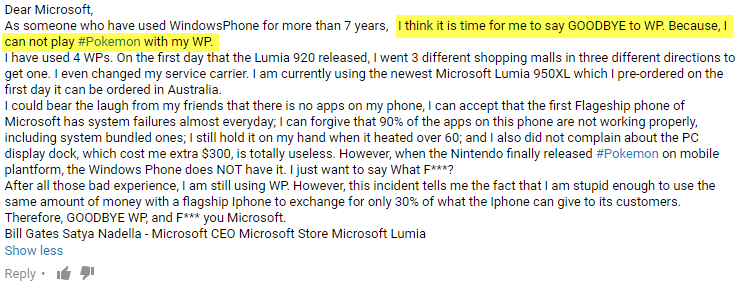 Dear Microsoft,
As someone who have used WindowsPhone for more than 7 years, I think it is time for me to say GOODBYE to WP. Because, I
can not play #Pokemon with my WP.
I have used 4 WPs. On the first day that the Lumia 920 released, I went 3 different shopping malls in three different directions to
get one. I even changed my service carrier. I am currently using the newest Microsoft Lumia 950XL which I pre-ordered on the
first day it can be ordered in Australia.
I could bear the laugh from my friends that there is no apps on my phone, I can accept that the first Flageship phone of
Microsoft has system failures almost everyday; I can forgive that 90% of the apps on this phone are not working properly,
including system bundled ones; I still hold it on my hand when it heated over 60; and I also did not complain about the PC
display dock, which cost me extra $300, is totally useless. However, when the Nintendo finally released #Pokemon on mobile
plantform, the Windows Phone does NOT have it. I just want to say What F***?
After all those bad experience, I am still using WP. However, this incident tells me the fact that I am stupid enough to use the
same amount of money with a flagship Iphone to exchange for only 30% of what the Iphone can give to its customers.
Therefore, GOODBYE WP, and F*** you Microsoft.
Bill Gates Satya Nadella - Microsoft CEO Microsoft Store Microsoft Lumia
Show less
Reply •